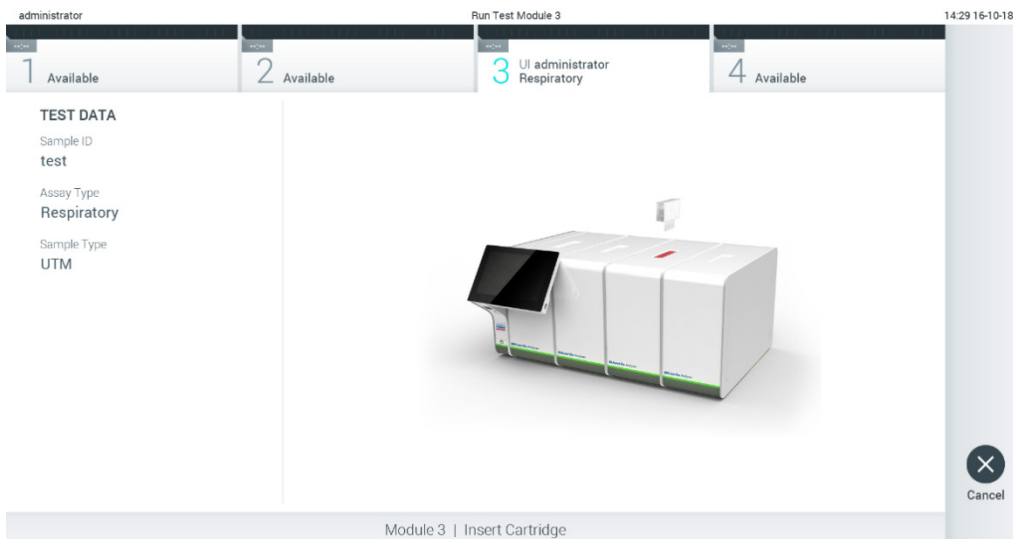 administrator
Run Test Module 3
14:29 16-10-18
--:--
1 Available
--:--
2 Available
--:--
3 UI administrator
Respiratory
--:--
4 Available
TEST DATA
Sample ID
test
Assay Type
Respiratory
Sample Type
UTM
Cancel
Module 3 | Insert Cartridge